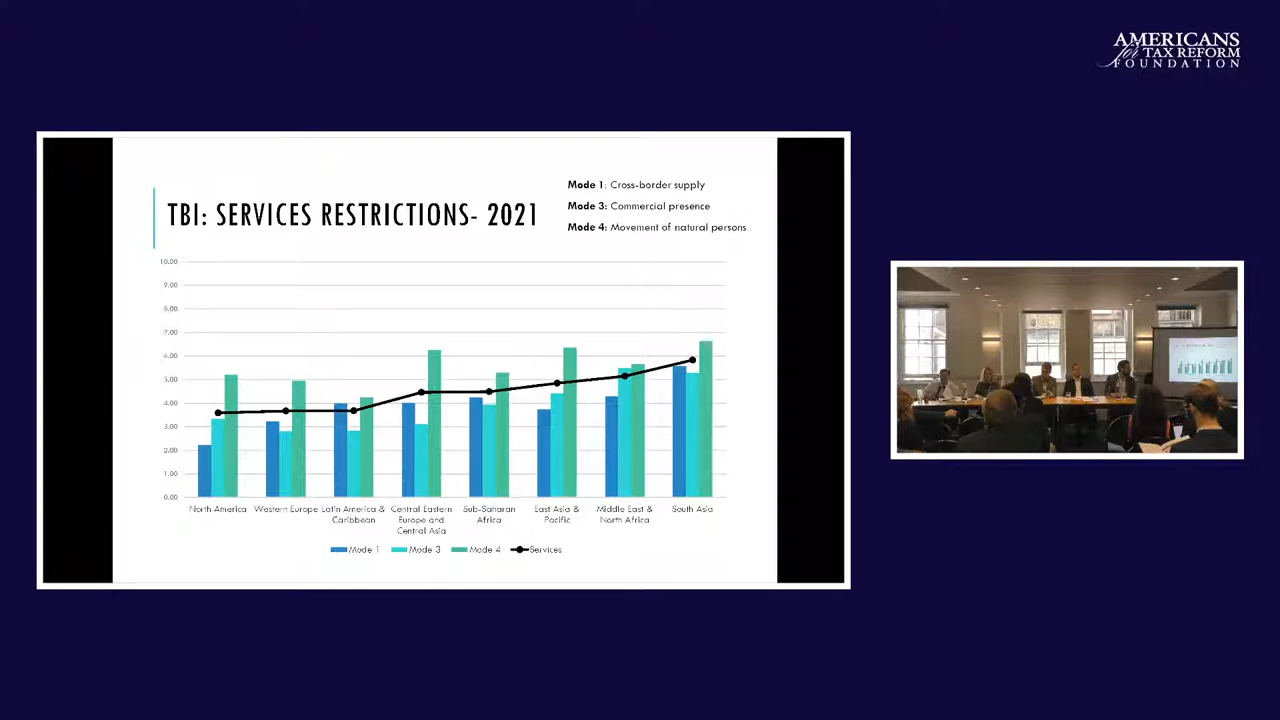 AMERICANS
for TAX REFORM
FOUNDATION
TBI: SERVICES RESTRICTIONS- 2021
Mode 1: Cross-border supply
Mode 3: Commercial presence
Mode 4: Movement of natural persons
10.00
9.00
8.00
7.00
6.00
5.00
4.00
3.00
2.00
1.00
0.00
North America
Western Europe
Latin America &
Caribbean
Central Eastern
Europe and
Central Asia
Sub-Saharan
Africa
East Asia &
Pacific
Middle East &
North Africa
South Asia
Mode 1
Mode 3
Mode 4
Services